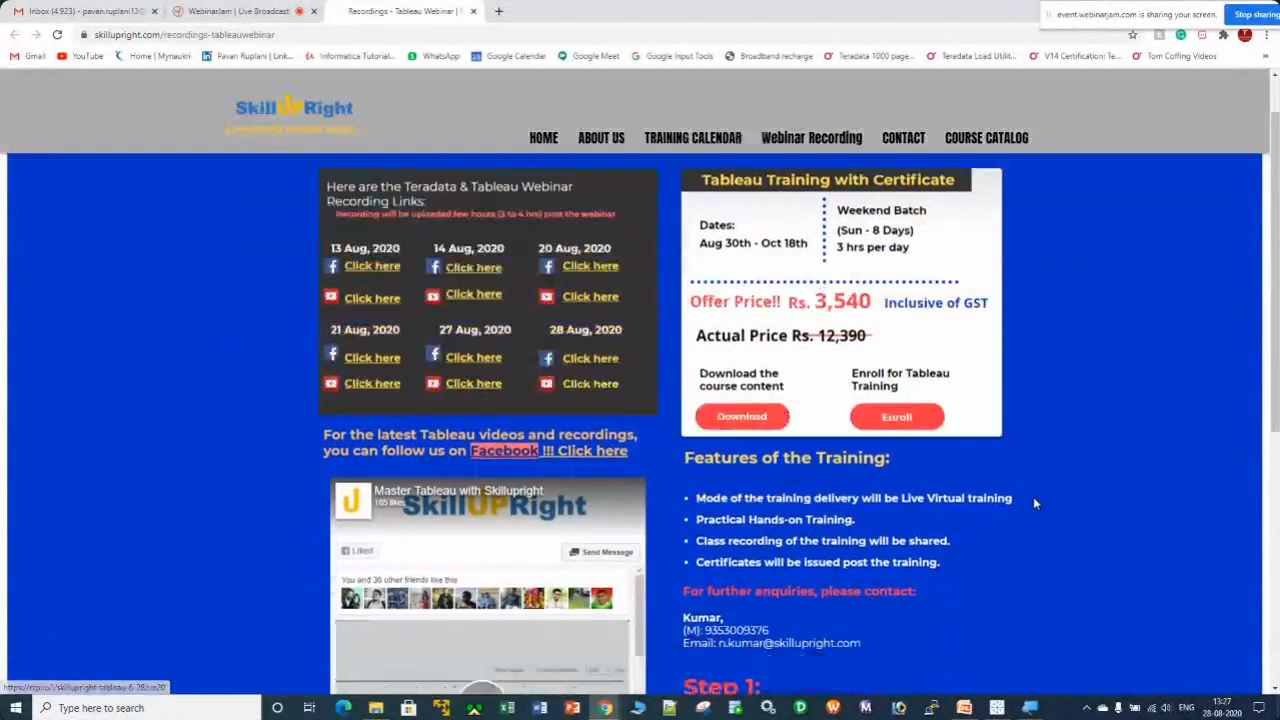 Inbox (4,923) - pavan.ruplani13@
WebinarJam | Live Broadcast
Recordings - Tableau Webinar |
event.webinarjam.com is sharing your screen.
Stop sharing
skillupright.com/recordings-tableauwebinar
Gmail
YouTube
Home | Mynaukri
Pavan Ruplani | Link...
Informatica Tutorial...
WhatsApp
Google Calendar
Google Meet
Google Input Tools
Broadband recharge
Teradata 1000 page...
Teradata Load Utilit...
V14 Certification: Te...
Tom Coffing Videos
SkillUPRight
HOME
ABOUT US
TRAINING CALENDAR
Webinar Recording
CONTACT
COURSE CATALOG
Here are the Teradata & Tableau Webinar
Recording Links:
Recording will be uploaded few hours (3 to 4 hrs) post the webinar
13 Aug, 2020 14 Aug, 2020 20 Aug, 2020
Click here Click here Click here
Click here Click here Click here
21 Aug, 2020 27 Aug, 2020 28 Aug, 2020
Click here Click here Click here
Click here Click here Click here
For the latest Tableau videos and recordings,
you can follow us on Facebook !!! Click here
Master Tableau with Skillupright
165 likes
SkillUPRight
Liked
Send Message
You and 36 other friends like this
Tableau Training with Certificate
Dates:
Aug 30th - Oct 18th
Weekend Batch
(Sun - 8 Days)
3 hrs per day
Offer Price!! Rs. 3,540 Inclusive of GST
Actual Price Rs. 12,390
Download the
course content
Enroll for Tableau
Training
Download
Enroll
Features of the Training:
• Mode of the training delivery will be Live Virtual training
• Practical Hands-on Training.
• Class recording of the training will be shared.
• Certificates will be issued post the training.
For further enquiries, please contact:
Kumar,
(M): 9353009376
Email: n.kumar@skillupright.com
Step 1:
Type here to search
13:27
28-08-2020